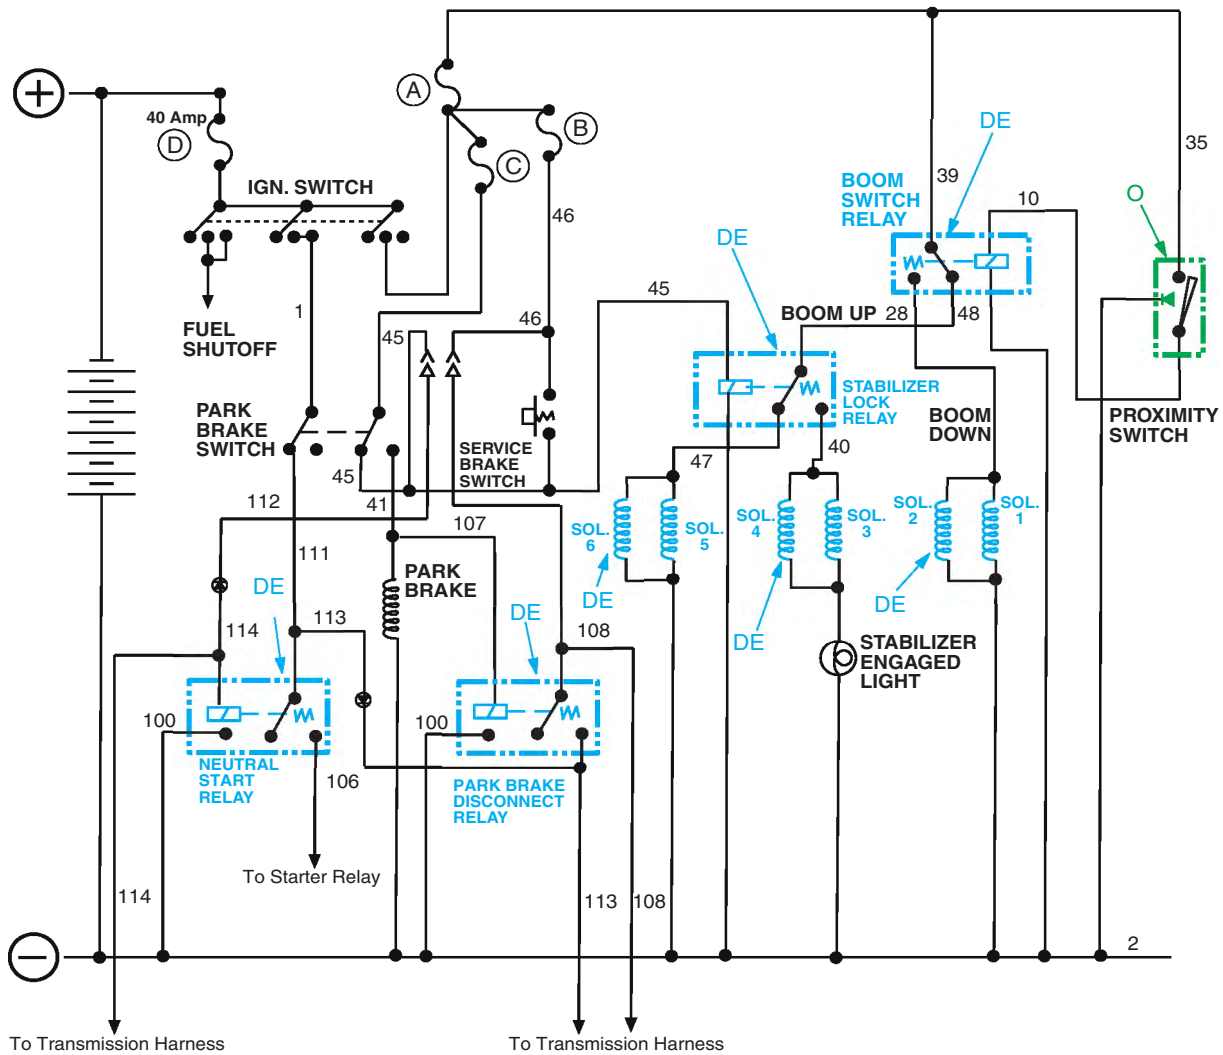 +
40 Amp
D
A
B
C
IGN. SWITCH
46
DE
39
35
BOOM
SWITCH
RELAY
10
O
DE
1
FUEL
SHUTOFF
45
46
45
BOOM UP
28
48
STABILIZER
LOCK
RELAY
PARK
BRAKE
SWITCH
SERVICE
BRAKE
SWITCH
BOOM
DOWN
PROXIMITY
SWITCH
45
41
47
40
112
111
107
SOL.
6
SOL.
5
SOL.
4
SOL.
3
SOL.
2
SOL.
1
PARK
BRAKE
DE
DE
DE
DE
DE
114
113
108
STABILIZER
ENGAGED
LIGHT
100
100
NEUTRAL
START
RELAY
106
PARK BRAKE
DISCONNECT
RELAY
To Starter Relay
114
113
108
2
To Transmission Harness
To Transmission Harness